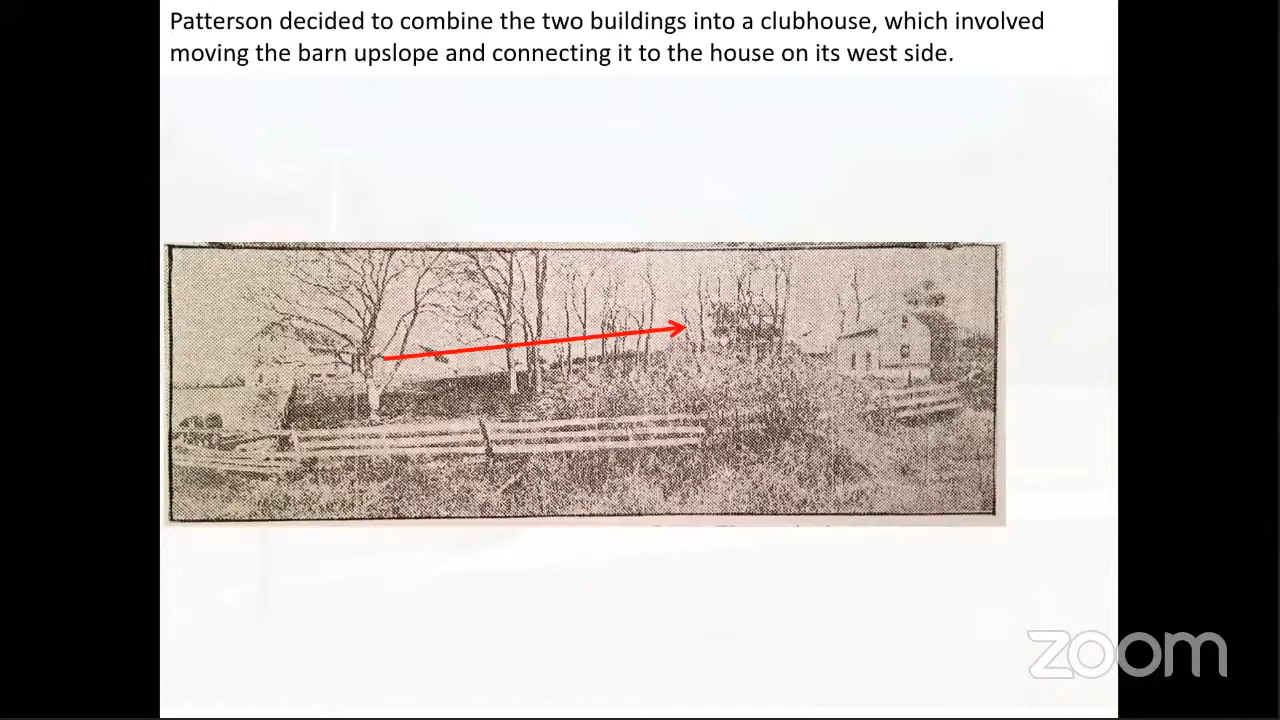 Patterson decided to combine the two buildings into a clubhouse, which involved
moving the barn upslope and connecting it to the house on its west side.
zoom